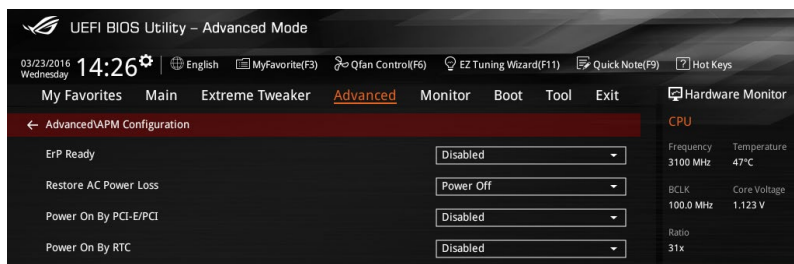 UEFI BIOS Utility – Advanced Mode
03/23/2016 Wednesday 14:26 English MyFavorite(F3) Qfan Control(F6) EZ Tuning Wizard(F11) Quick Note(F9) ? Hot Keys
My Favorites Main Extreme Tweaker Advanced Monitor Boot Tool Exit Hardware Monitor
← Advanced\APM Configuration CPU
ErP Ready Disabled
Frequency Temperature
3100 MHz 47°C
Restore AC Power Loss Power Off
BCLK Core Voltage
100.0 MHz 1.123 V
Power On By PCI-E/PCI Disabled
Ratio
31x
Power On By RTC Disabled